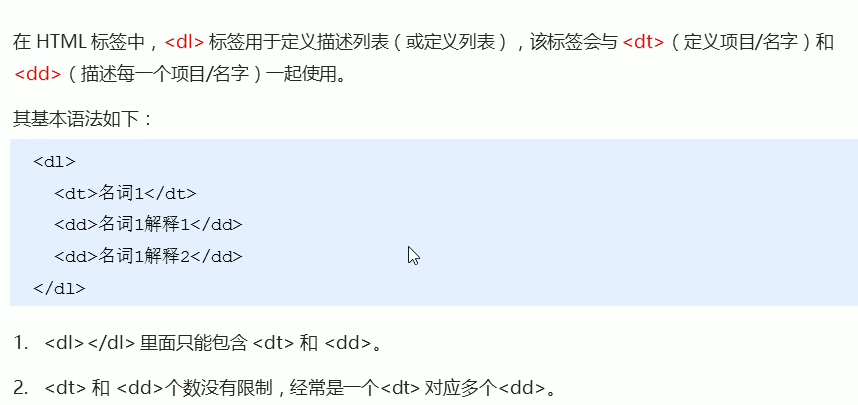 在 HTML 标签中，<dl> 标签用于定义描述列表（或定义列表），该标签会与 <dt>（定义项目/名字）和
<dd>（描述每一个项目/名字）一起使用。
其基本语法如下：
<dl>
  <dt>名词1</dt>
  <dd>名词1解释1</dd>
  <dd>名词1解释2</dd>
</dl>
1. <dl></dl> 里面只能包含 <dt> 和 <dd>。
2. <dt> 和 <dd>个数没有限制，经常是一个<dt> 对应多个<dd>。